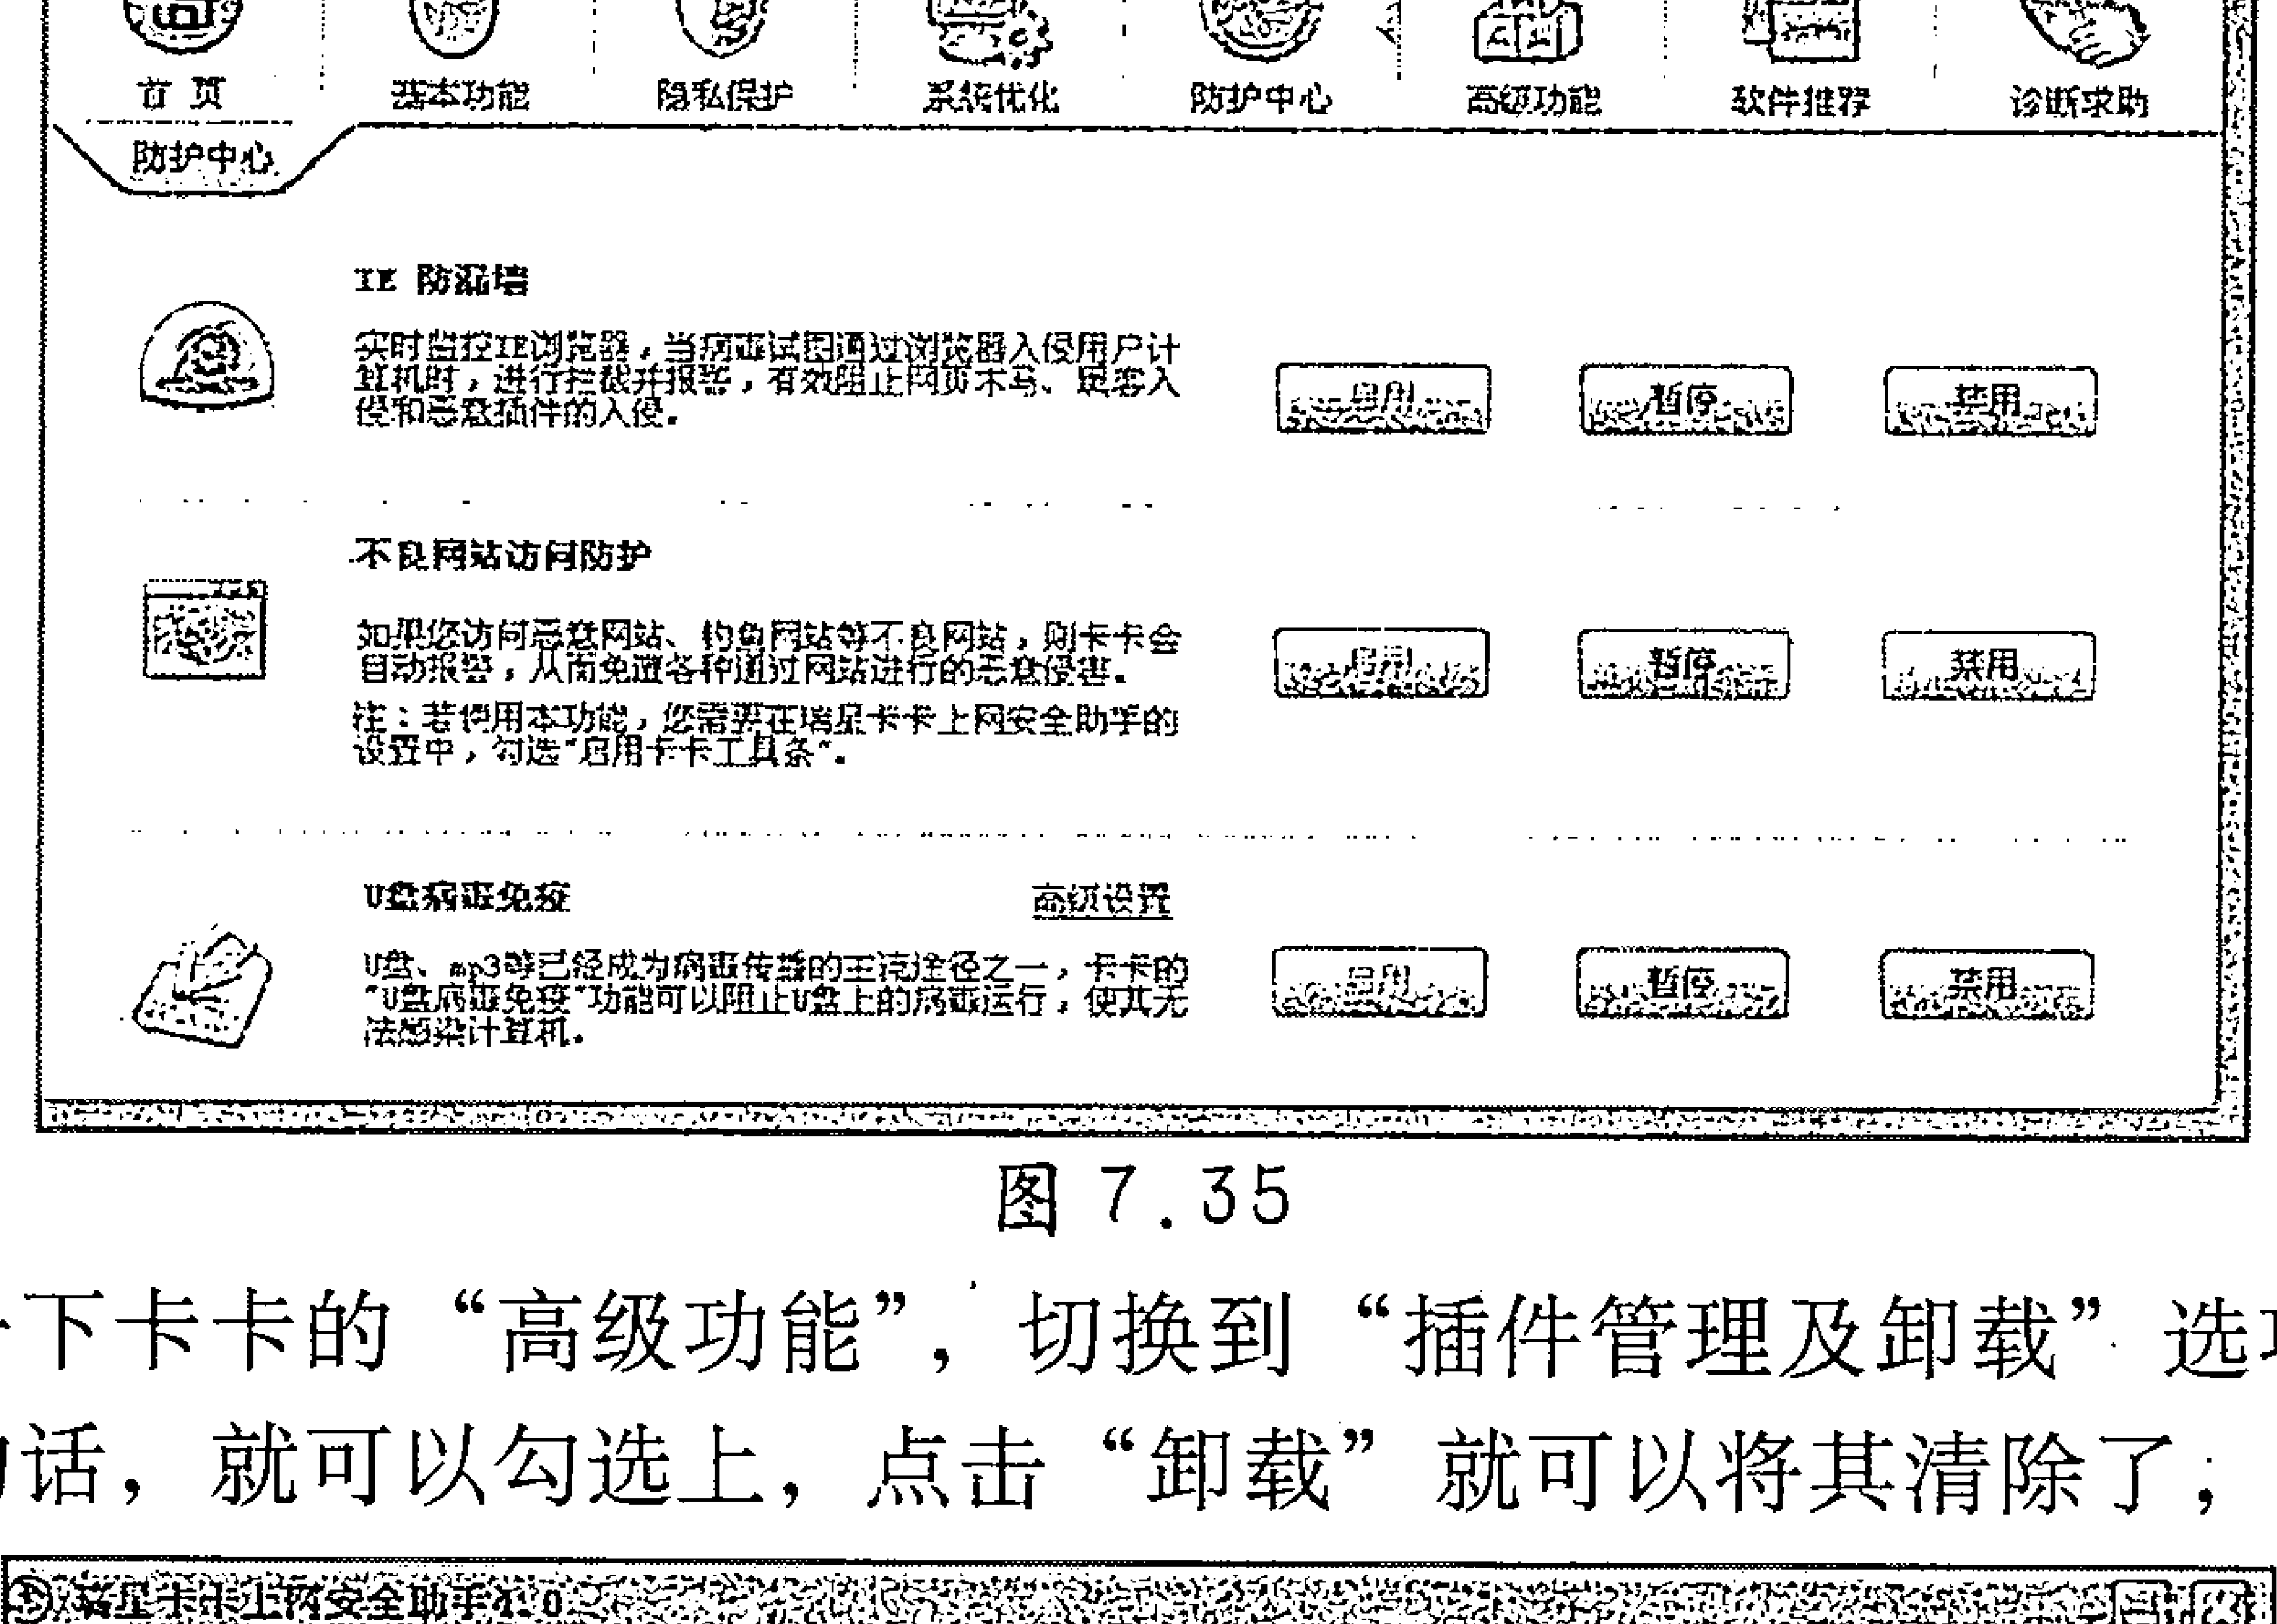 首页 基本功能 隐私保护 系统优化 防护中心 高级功能 软件推荐 诊断求助
防护中心
IE 防漏墙
实时监控IE浏览器，当病毒试图通过浏览器入侵用户计
算机时，进行拦截并报警，有效阻止网页木马、黑客入
侵和恶意插件的入侵。
启用 暂停 禁用
不良网站访问防护
如果您访问恶意网站、钓鱼网站等不良网站，则卡卡会
自动报警，从而免遭各种通过网站进行的恶意侵害。
启用 暂停 禁用
注：若使用本功能，您需要在瑞星卡卡上网安全助手的
设置中，勾选"启用卡卡工具条"。
U盘病毒免疫 高级设置
U盘、mp3等已经成为病毒传播的主流途径之一，卡卡的
"U盘病毒免疫"功能可以阻止U盘上的病毒运行，使其无
法感染计算机。
启用 暂停 禁用
图 7.35
下卡卡的“高级功能”，切换到“插件管理及卸载”选
话，就可以勾选上，点击“卸载”就可以将其清除了；
瑞星卡卡上网安全助手4.0